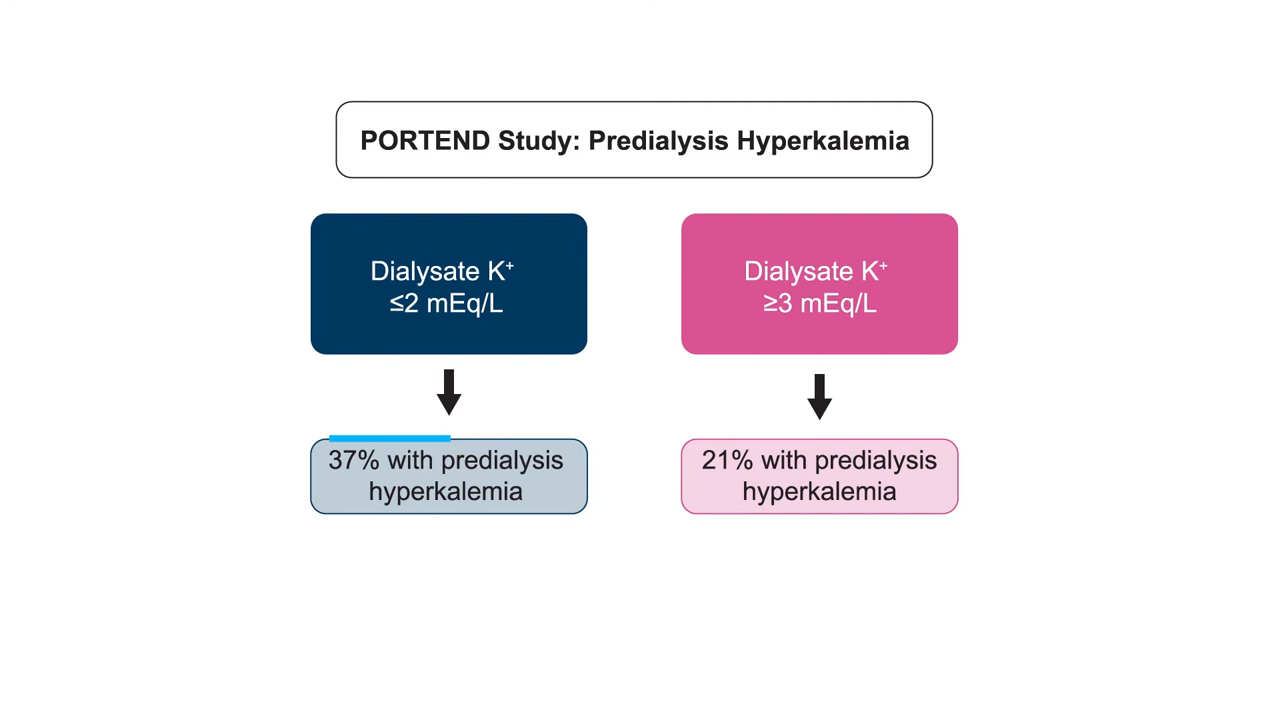 PORTEND Study: Predialysis Hyperkalemia
Dialysate K⁺
≤2 mEq/L
Dialysate K⁺
≥3 mEq/L
37% with predialysis
hyperkalemia
21% with predialysis
hyperkalemia